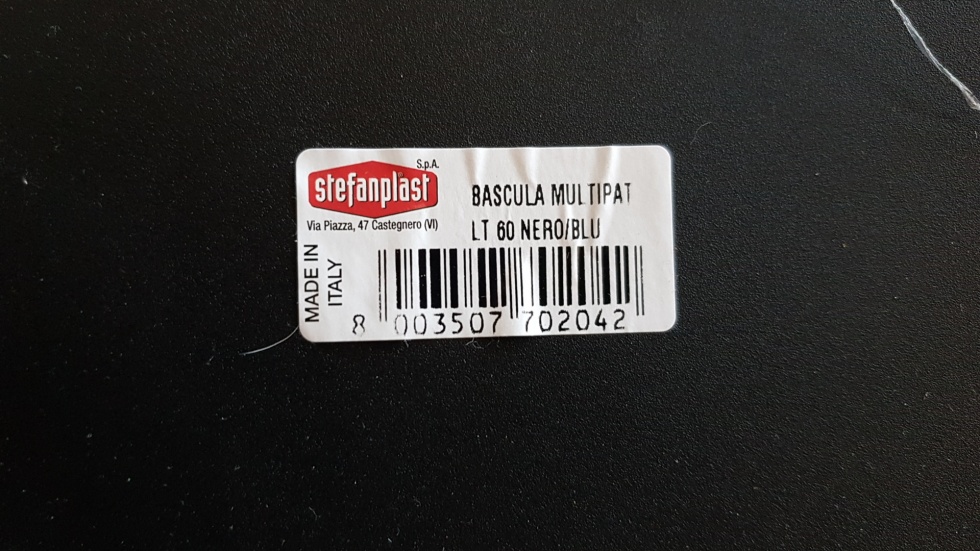 S.p.A.
stefanplast
Via Piazza, 47 Castegnero (VI)
BASCULA MULTIPAT
LT 60 NERO/BLU
MADE IN
ITALY
8 003507 702042